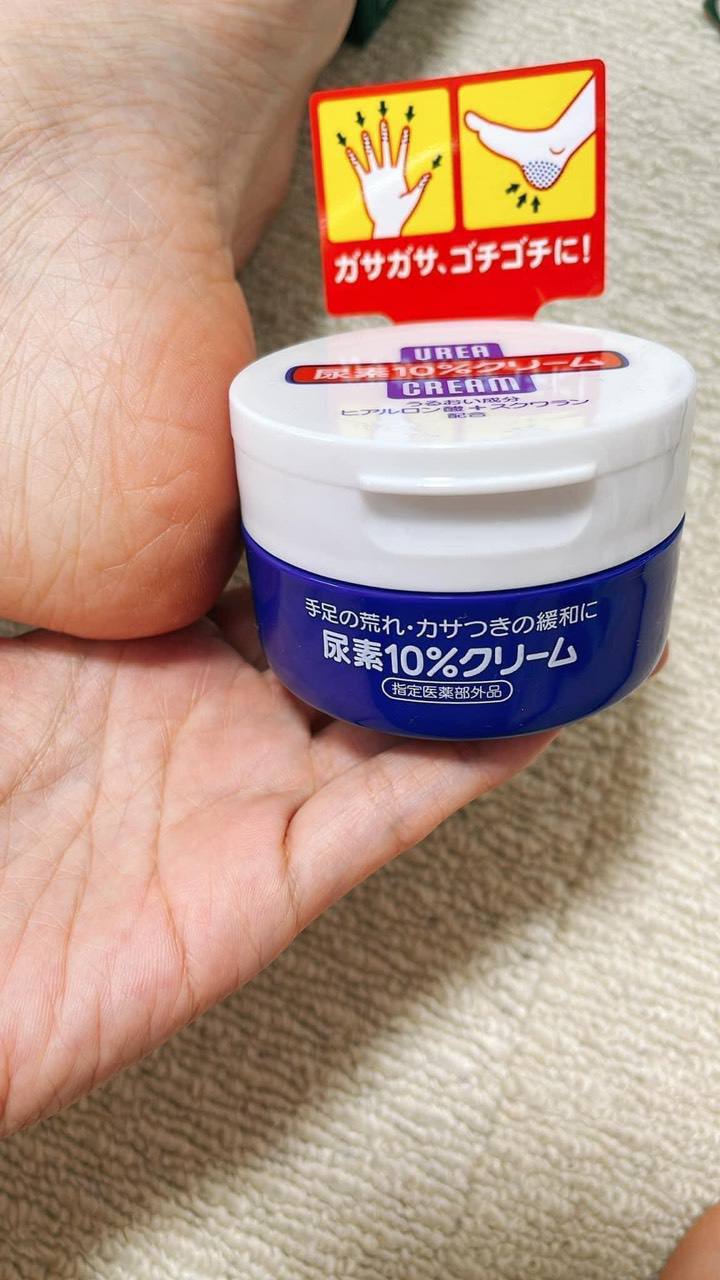 ガサガサ、ゴチゴチに!
UREA
尿素10%クリーム
CREAM
うるおい成分
ヒアルロン酸+スクワラン
配合
手足の荒れ・カサつきの緩和に
尿素10%クリーム
指定医薬部外品